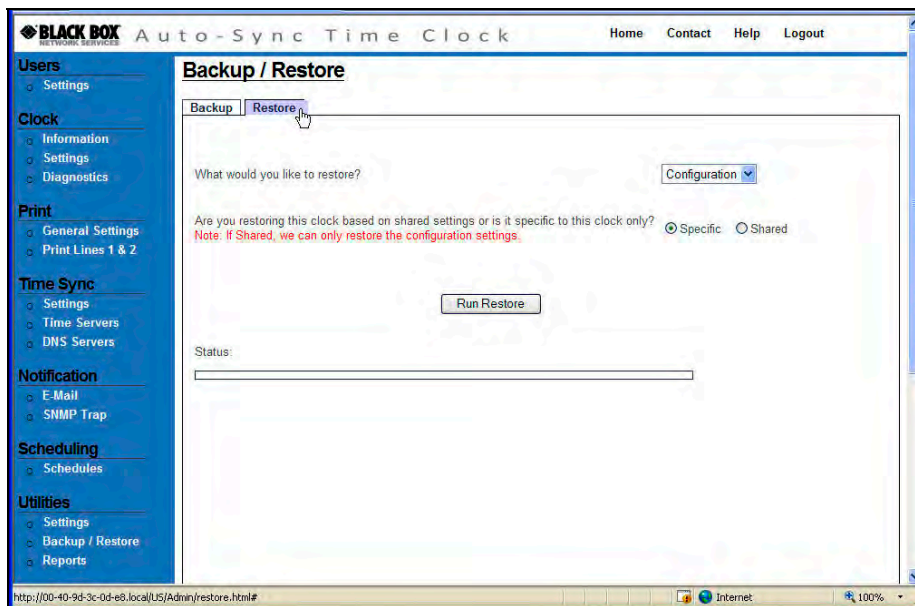 BLACK BOX
NETWORK SERVICES
Auto-Sync Time Clock
Home Contact Help Logout
Users
Settings
Clock
Information
Settings
Diagnostics
Print
General Settings
Print Lines 1 & 2
Time Sync
Settings
Time Servers
DNS Servers
Notification
E-Mail
SNMP Trap
Scheduling
Schedules
Utilities
Settings
Backup / Restore
Reports
Backup / Restore
Backup Restore
What would you like to restore? Configuration
Are you restoring this clock based on shared settings or is it specific to this clock only? Specific Shared
Note: If Shared, we can only restore the configuration settings.
Run Restore
Status:
http://00-40-9d-3c-0d-e8.local/US/Admin/restore.html# Internet 100%